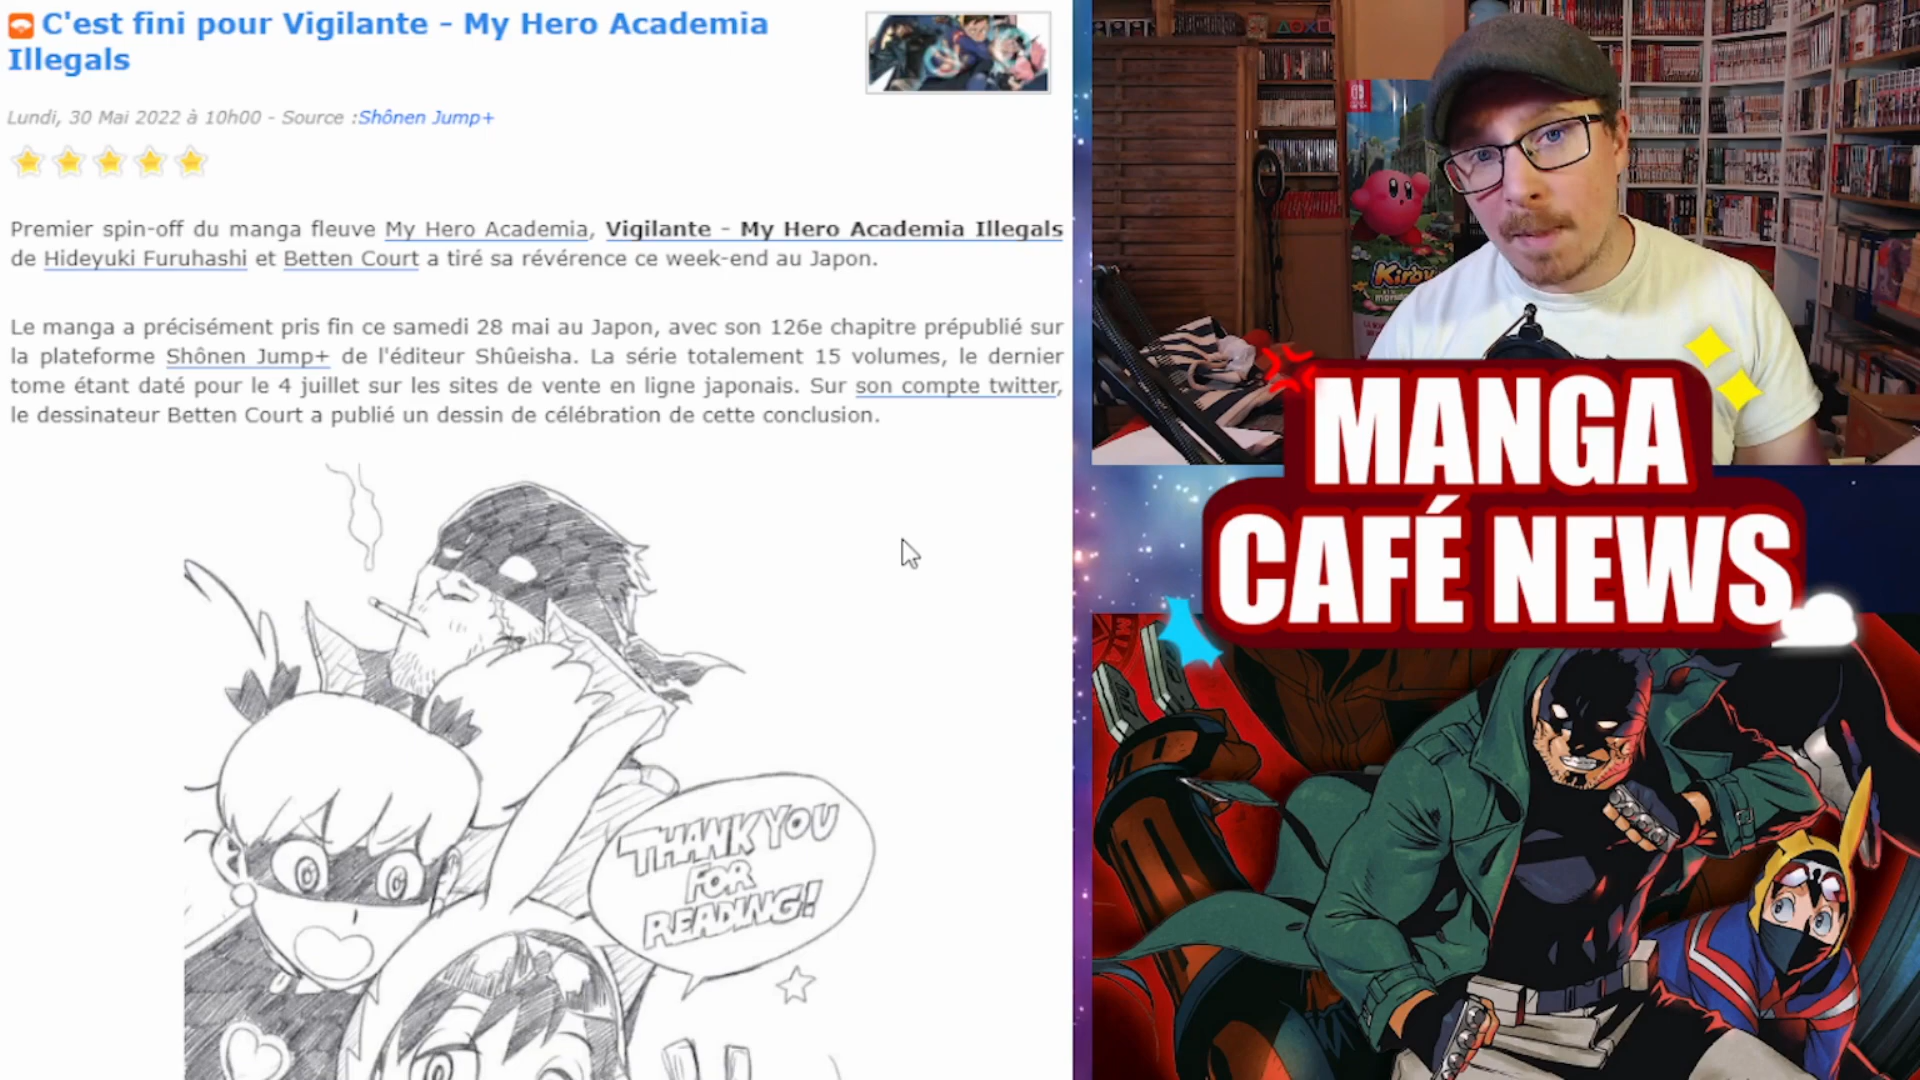 C'est fini pour Vigilante - My Hero Academia
Illegals
Lundi, 30 Mai 2022 à 10h00 - Source :Shônen Jump+
Premier spin-off du manga fleuve My Hero Academia, Vigilante - My Hero Academia Illegals
de Hideyuki Furuhashi et Betten Court a tiré sa révérence ce week-end au Japon.
Le manga a précisément pris fin ce samedi 28 mai au Japon, avec son 126e chapitre prépublié sur
la plateforme Shônen Jump+ de l'éditeur Shûeisha. La série totalement 15 volumes, le dernier
tome étant daté pour le 4 juillet sur les sites de vente en ligne japonais. Sur son compte twitter,
le dessinateur Betten Court a publié un dessin de célébration de cette conclusion.
THANK YOU
FOR
READING!
Kirby
MANGA
CAFÉ NEWS